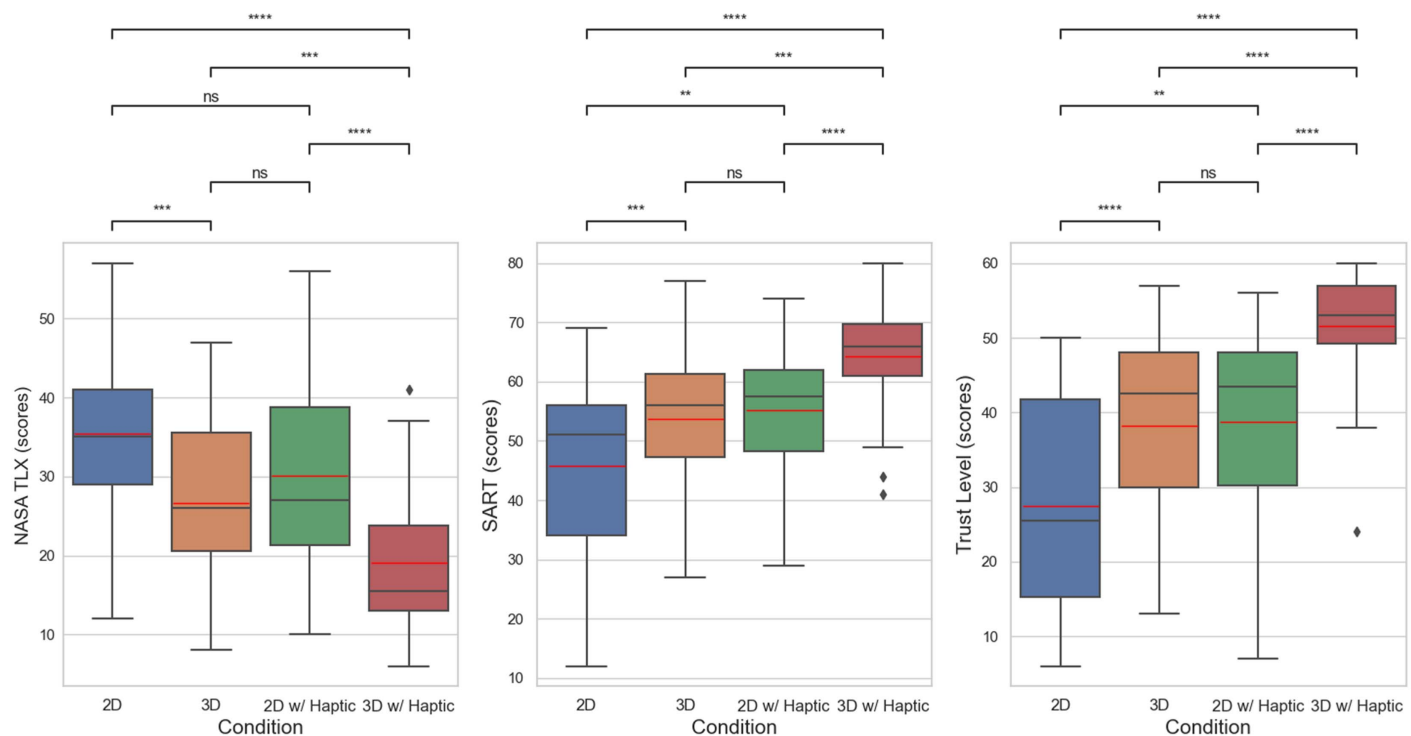 ****
***
ns
****
ns
***
50
40
30
20
10
NASA TLX (scores)
2D
3D
2D w/ Haptic
3D w/ Haptic
Condition
****
***
**
****
ns
***
80
70
60
50
40
30
20
10
SART (scores)
2D
3D
2D w/ Haptic
3D w/ Haptic
Condition
****
****
**
****
ns
****
60
50
40
30
20
10
Trust Level (scores)
2D
3D
2D w/ Haptic
3D w/ Haptic
Condition